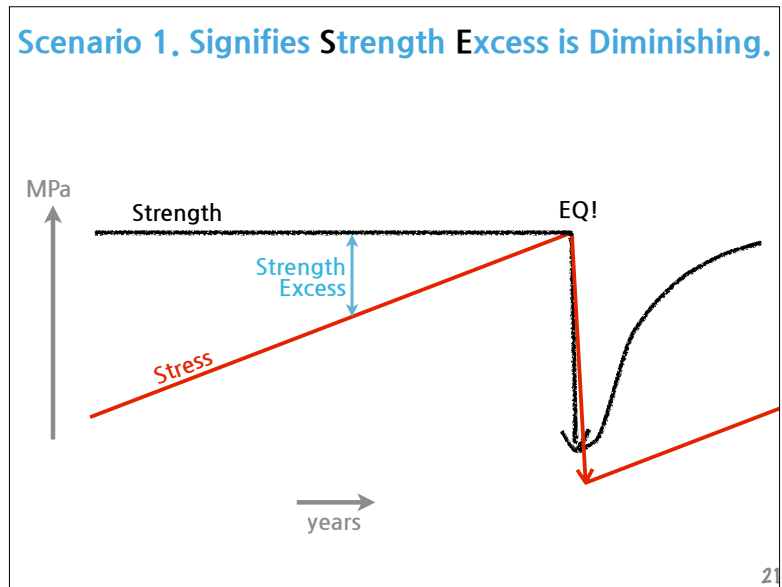 Scenario 1. Signifies Strength Excess is Diminishing.
MPa
Strength
EQ!
Strength
Excess
Stress
years
21